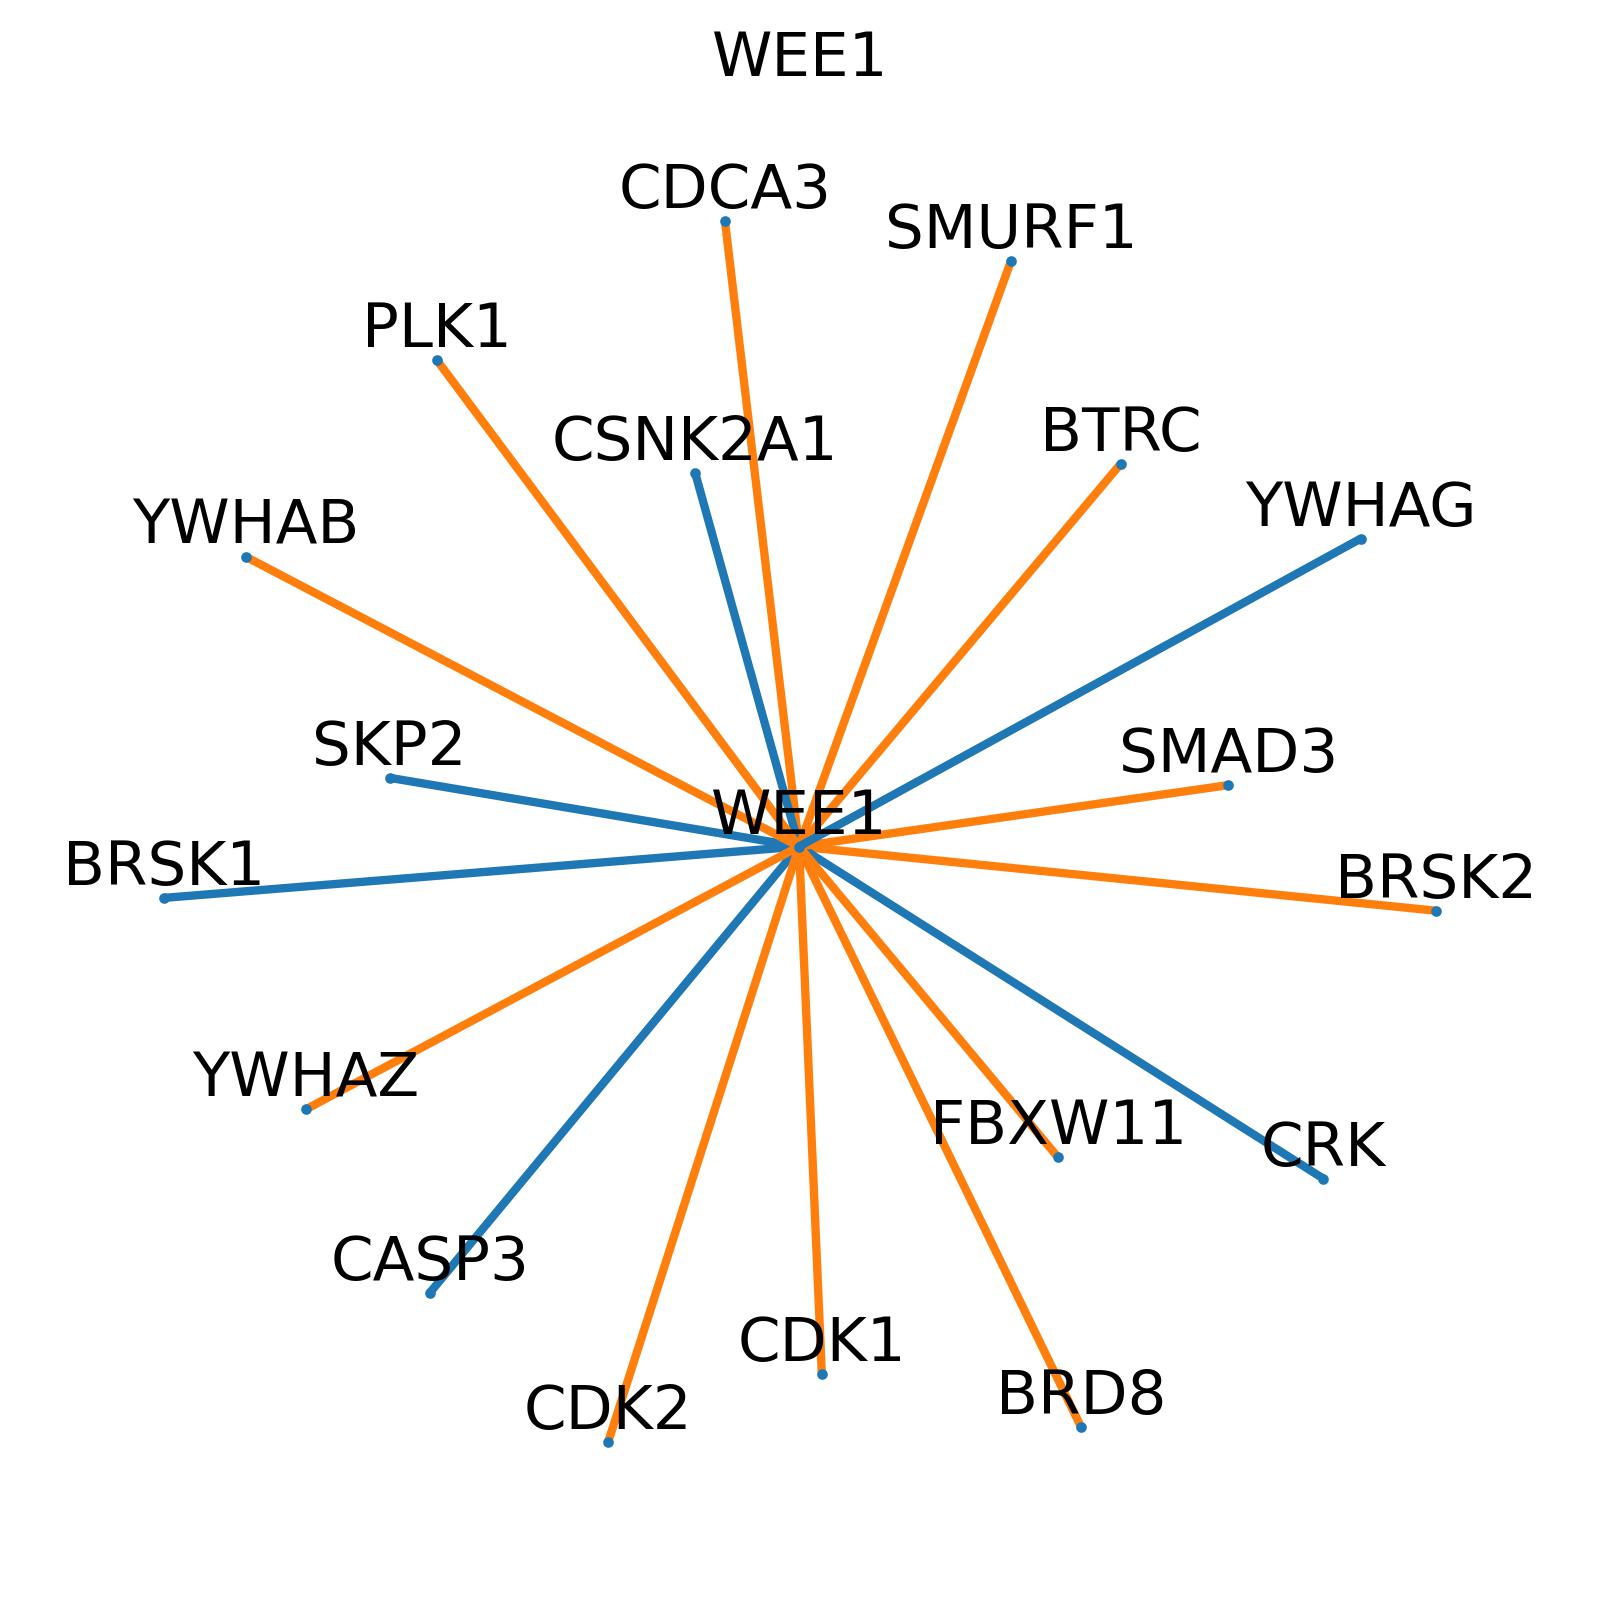 WEE1
CDCA3
SMURF1
PLK1
BTRC
CSNK2A1
YWHAG
YWHAB
SKP2
SMAD3
WEE1
BRSK1
BRSK2
YWHAZ
FBXW11
CRK
CASP3
CDK1
BRD8
CDK2